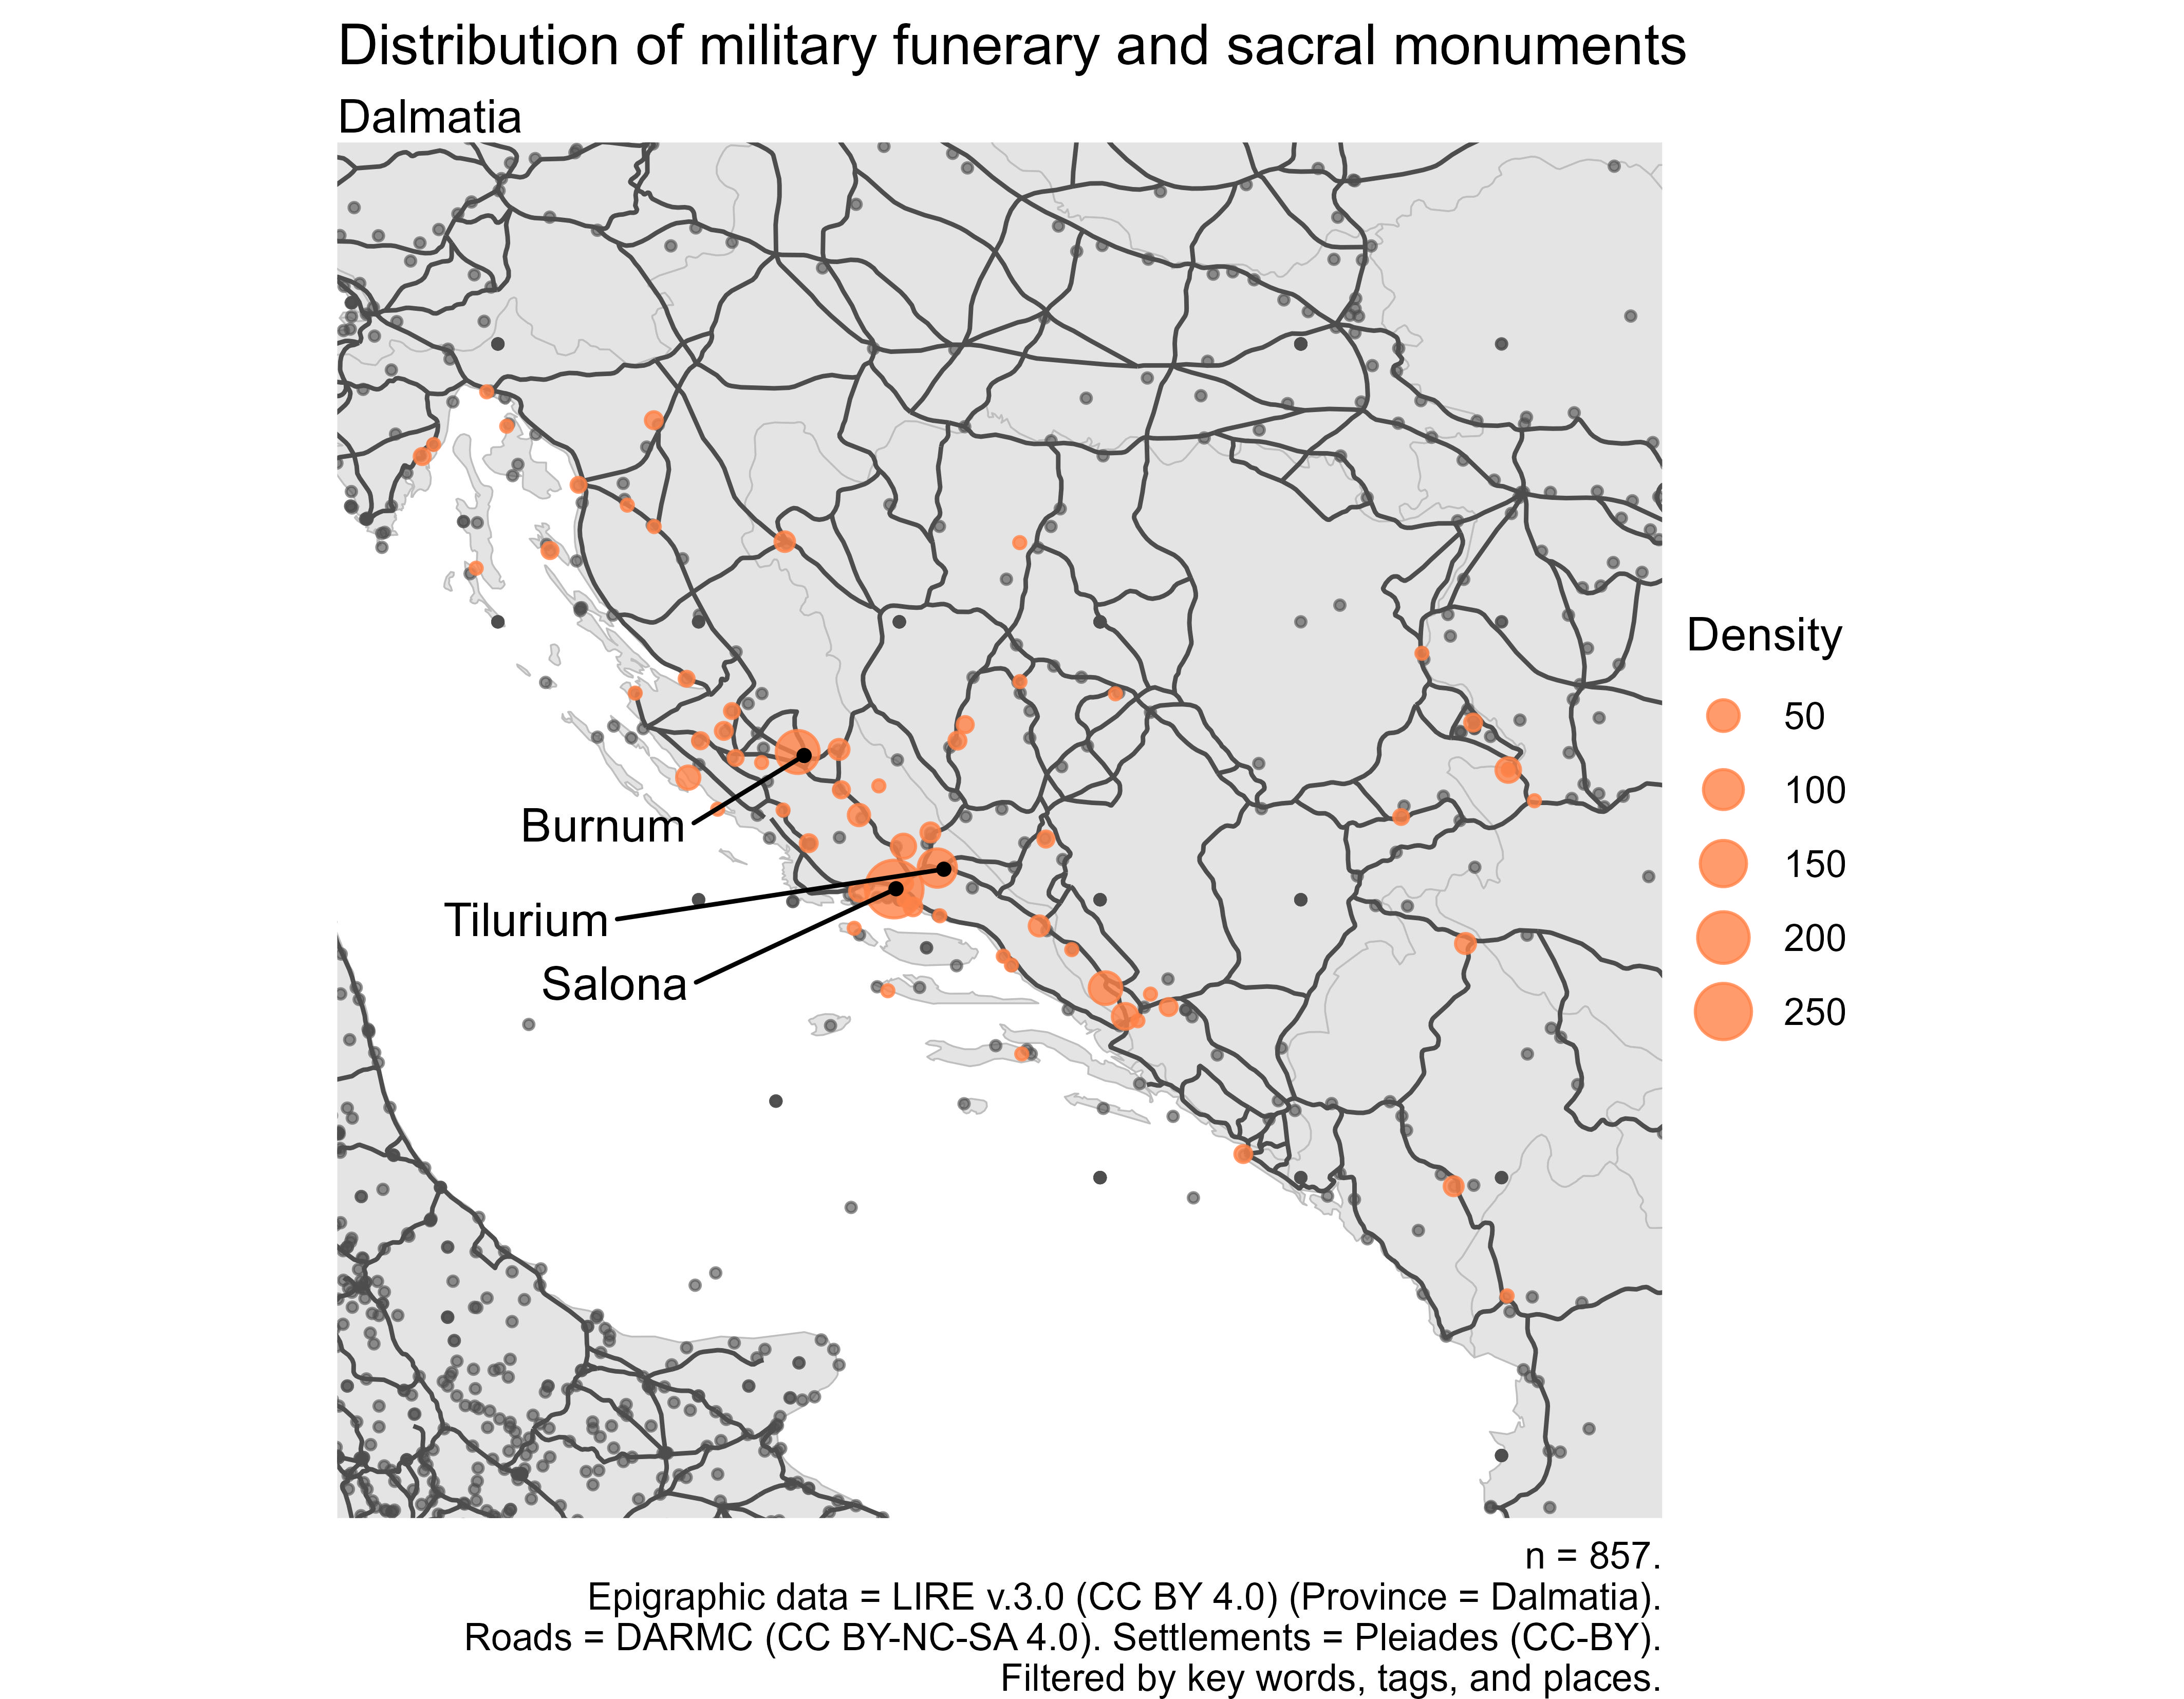 Distribution of military funerary and sacral monuments
Dalmatia
Burnum
Tilurium
Salona
Density
50
100
150
200
250
n = 857.
Epigraphic data = LIRE v.3.0 (CC BY 4.0) (Province = Dalmatia).
Roads = DARMC (CC BY-NC-SA 4.0). Settlements = Pleiades (CC-BY).
Filtered by key words, tags, and places.